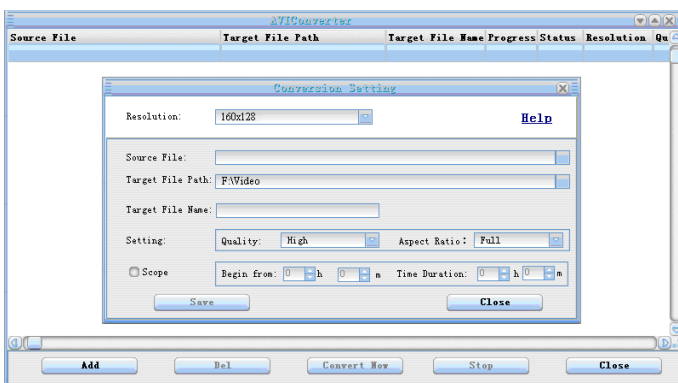 AVIConverter
Source File Target File Path Target File Name Progress Status Resolution Qu
Conversion Setting
Resolution: 160x128 Help
Source File:
Target File Path: F:\Video
Target File Name:
Setting: Quality: High Aspect Ratio: Full
Scope Begin from: 0 h 0 m Time Duration: 0 h 0 m
Save Close
Add Del Convert Now Stop Close